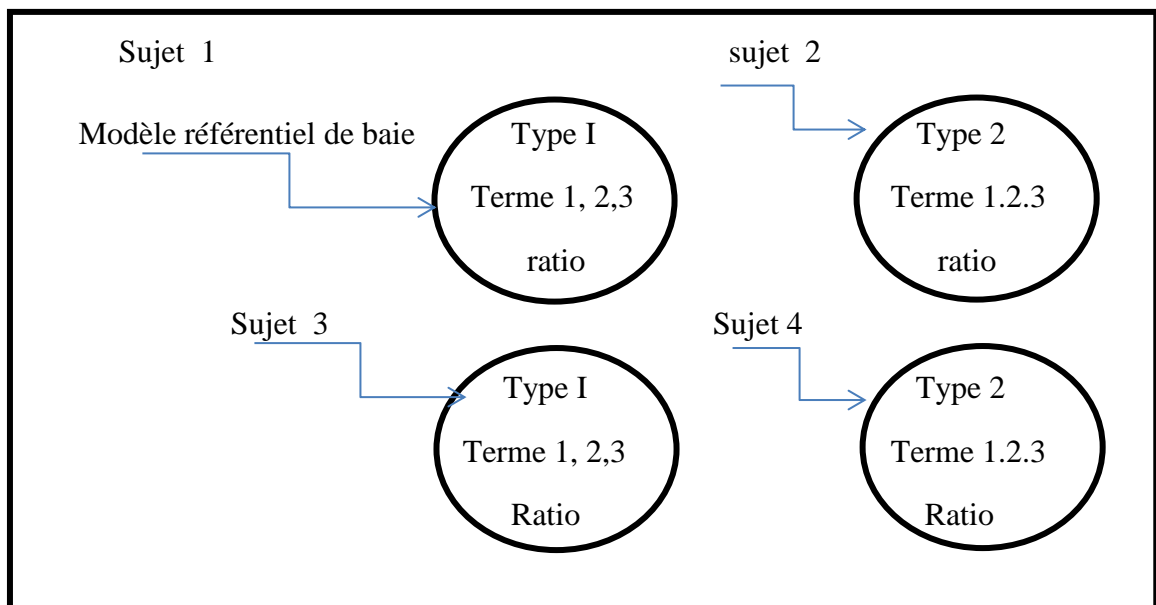 Sujet 1
sujet 2
Modèle référentiel de baie
Type I
Terme 1, 2,3
ratio
Type 2
Terme 1.2.3
ratio
Sujet 3
Sujet 4
Type I
Terme 1, 2,3
Ratio
Type 2
Terme 1.2.3
Ratio